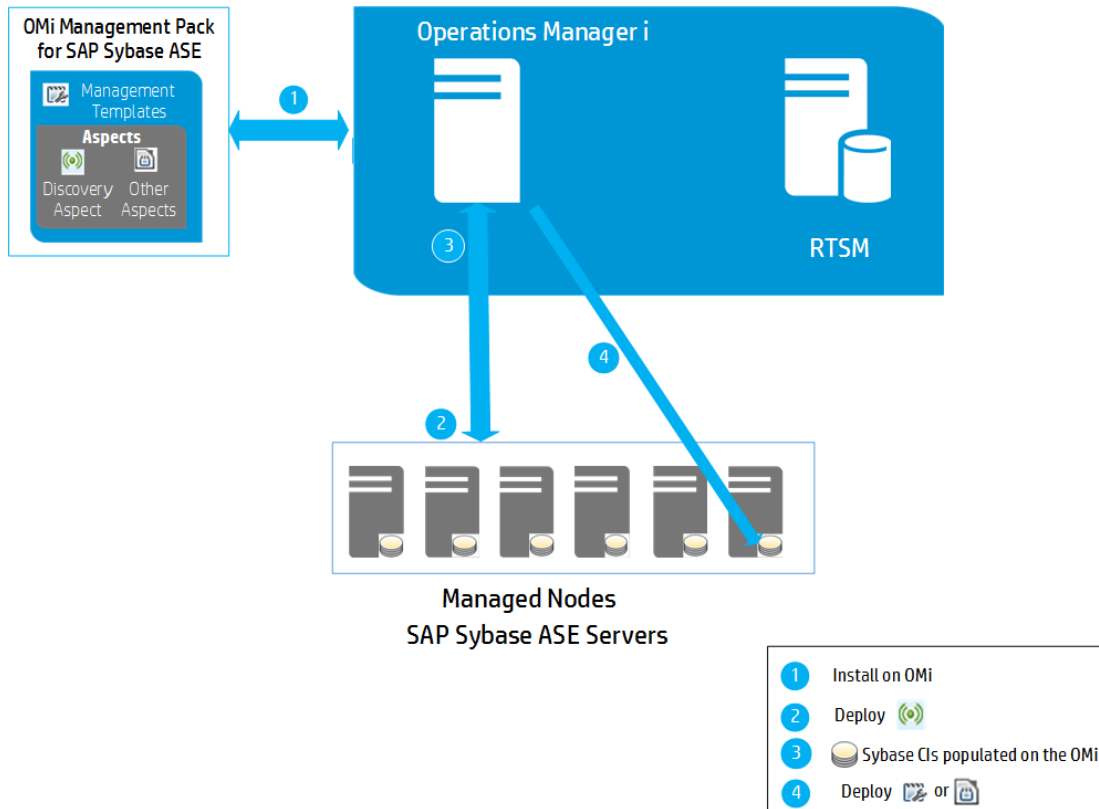 OMi Management Pack
for SAP Sybase ASE
Management
Templates
Aspects
Discovery
Aspect
Other
Aspects
1
Operations Manager i
RTSM
3
4
2
Managed Nodes
SAP Sybase ASE Servers
1 Install on OMi
2 Deploy
3 Sybase CIs populated on the OMi
4 Deploy or